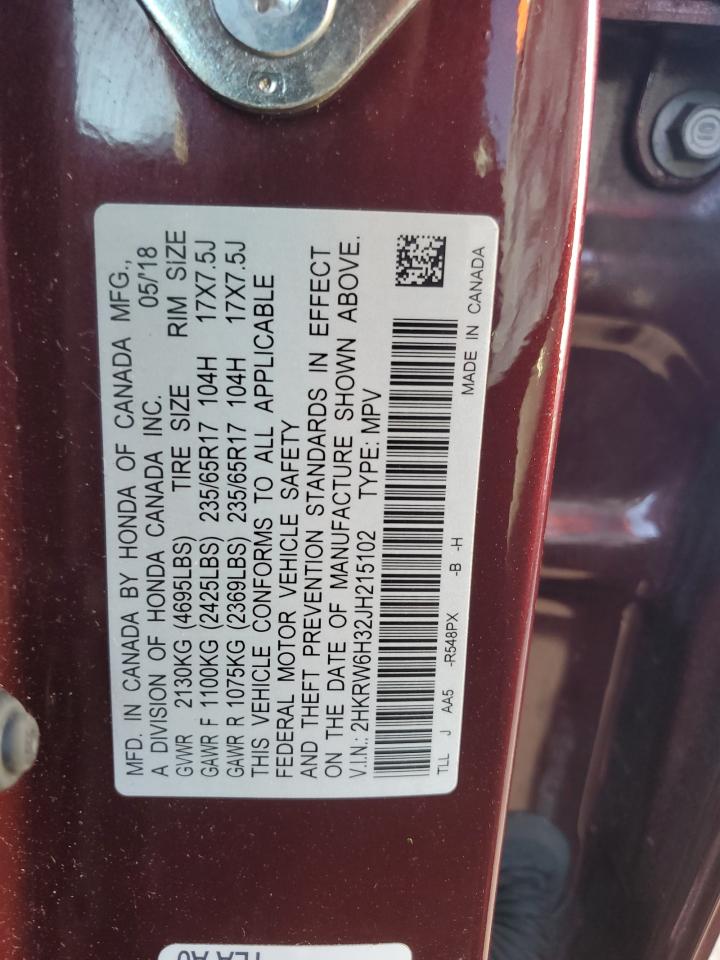 MFD. IN CANADA BY HONDA OF CANADA MFG.,
A DIVISION OF HONDA CANADA INC. 05/18
GVWR 2130KG (4695LBS) TIRE SIZE RIM SIZE
GAWR F 1100KG (2425LBS) 235/65R17 104H 17X7.5J
GAWR R 1075KG (2369LBS) 235/65R17 104H 17X7.5J
THIS VEHICLE CONFORMS TO ALL APPLICABLE
FEDERAL MOTOR VEHICLE SAFETY
AND THEFT PREVENTION STANDARDS IN EFFECT
ON THE DATE OF MANUFACTURE SHOWN ABOVE.
V.I.N.: 2HKRW6H32JH215102 TYPE: MPV
TLL J AA5 -R548PX -B -H
MADE IN CANADA